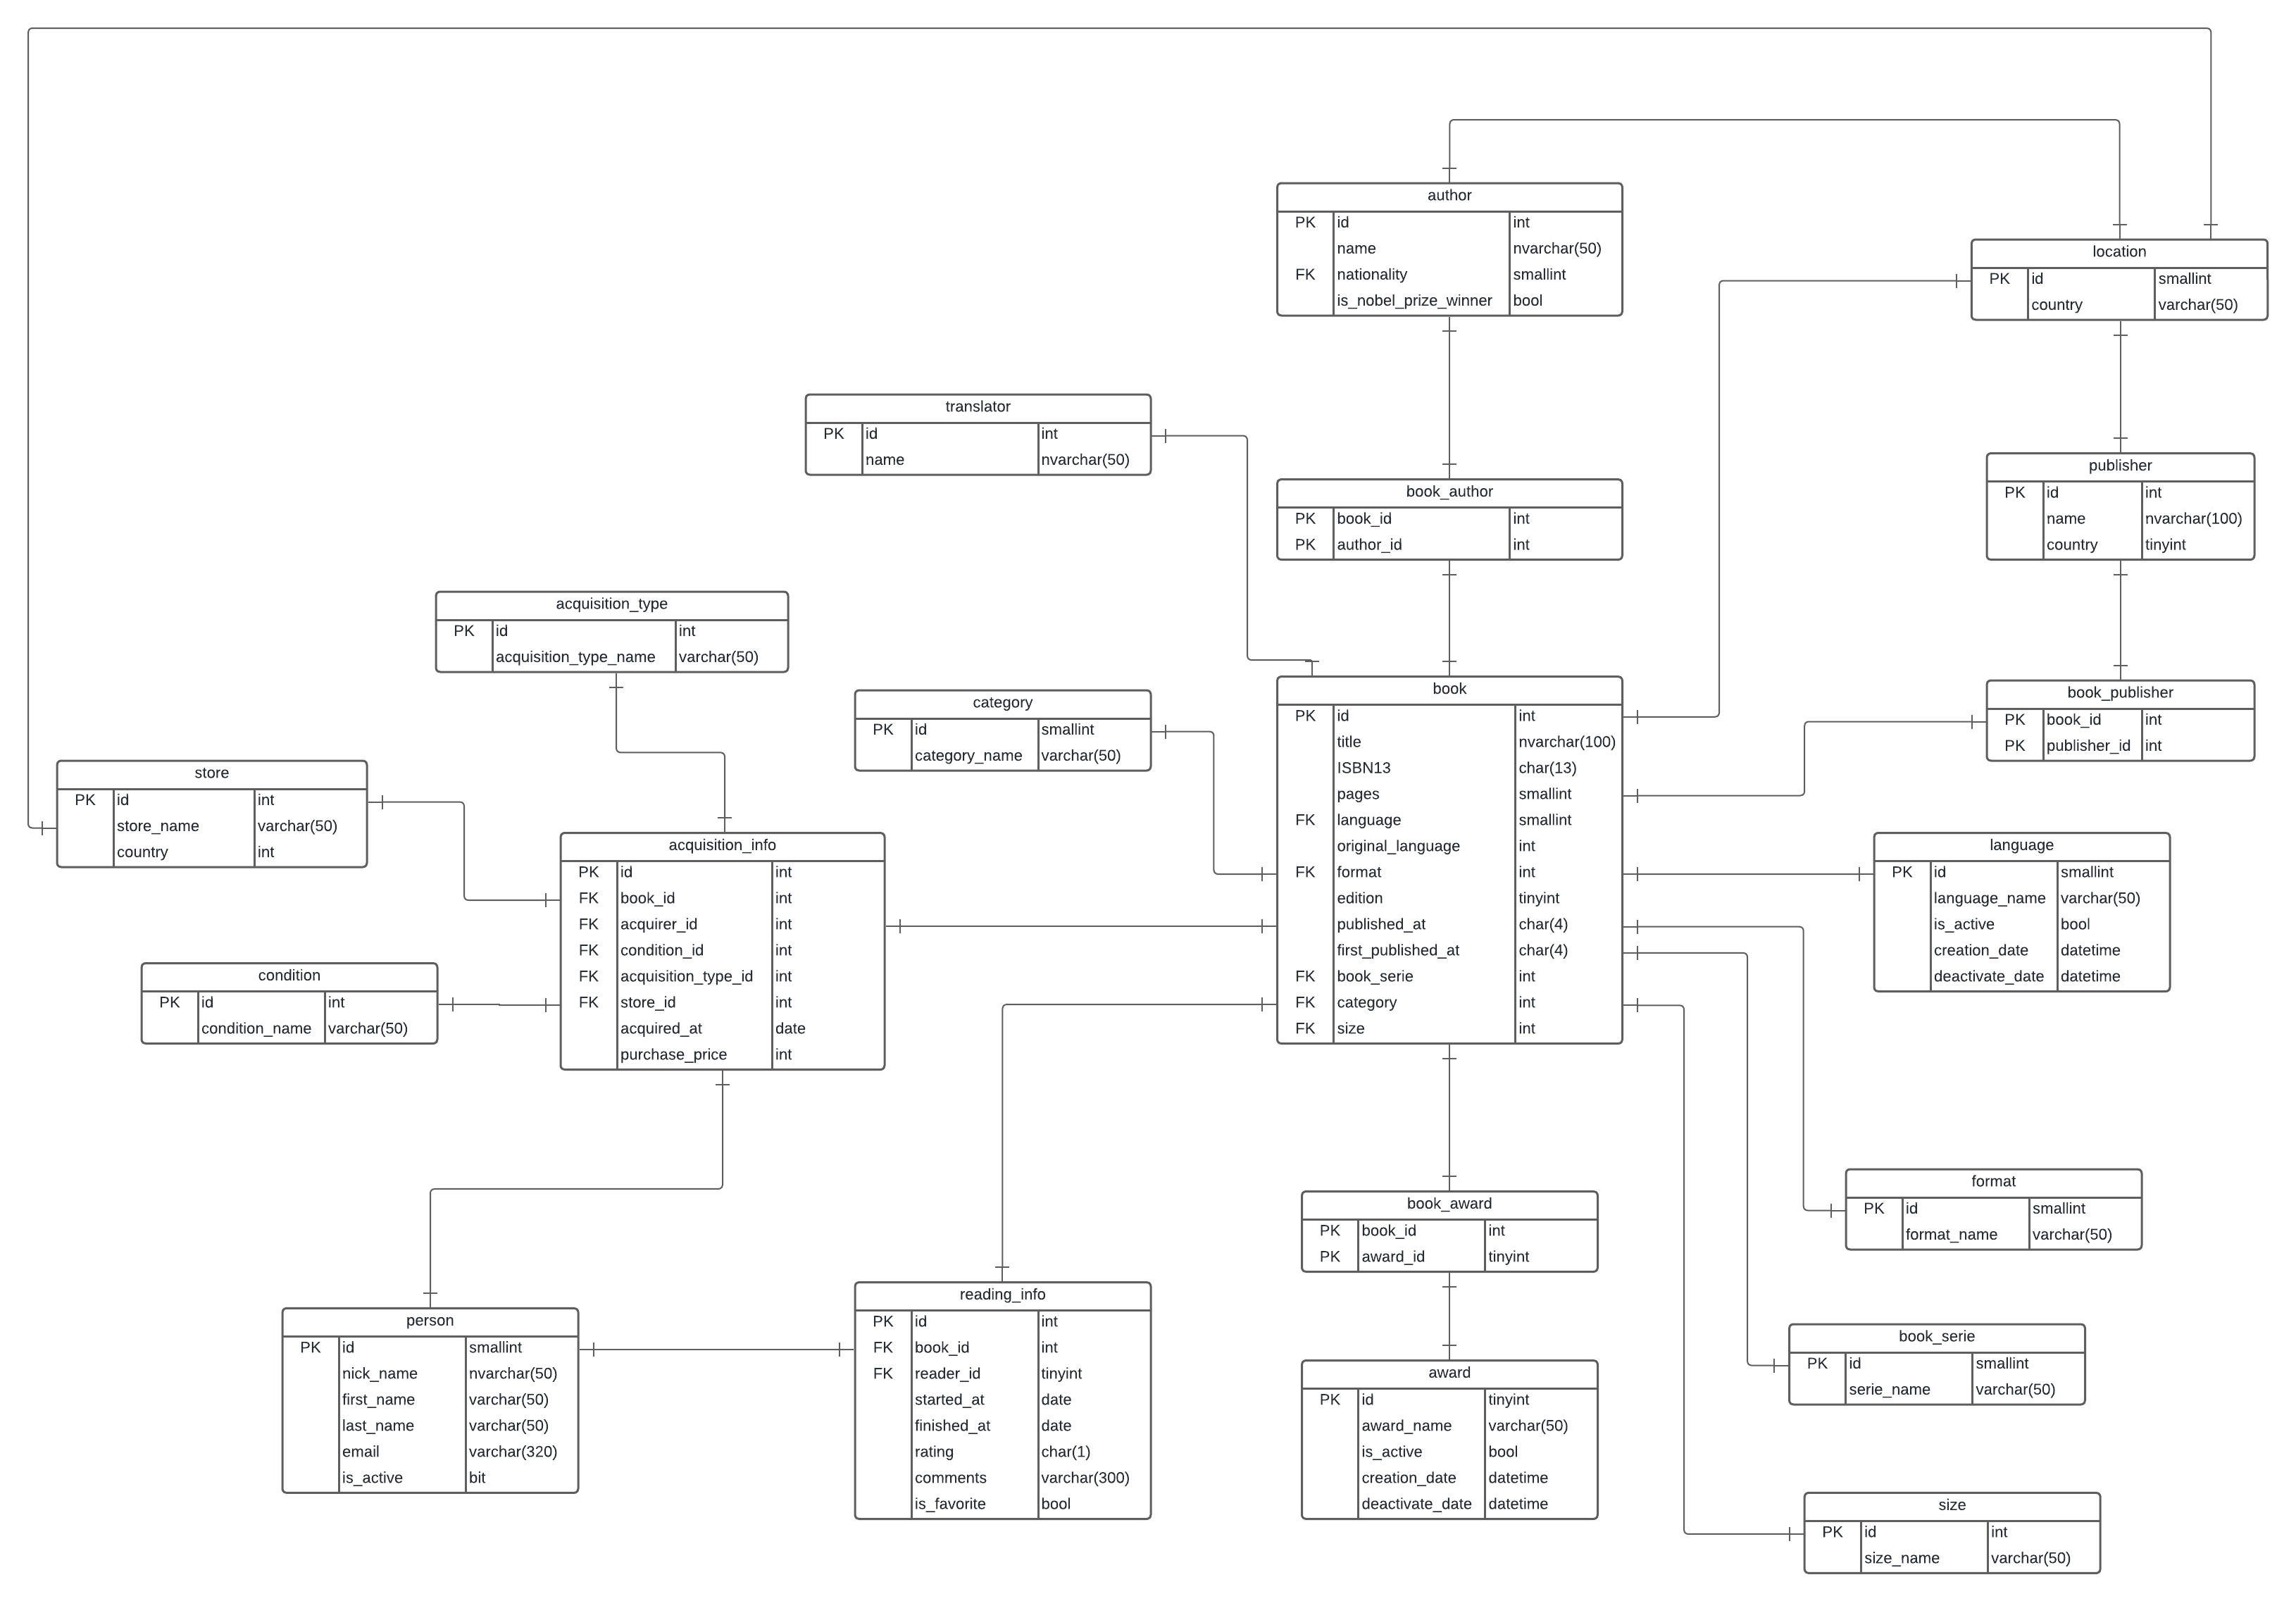 author
PK id int
name nvarchar(50)
FK nationality smallint
is_nobel_prize_winner bool
location
PK id smallint
country varchar(50)
translator
PK id int
name nvarchar(50)
book_author
PK book_id int
PK author_id int
publisher
PK id int
name nvarchar(100)
country tinyint
acquisition_type
PK id int
acquisition_type_name varchar(50)
category
PK id smallint
category_name varchar(50)
book
PK id int
title nvarchar(100)
ISBN13 char(13)
pages smallint
FK language smallint
original_language int
FK format int
edition tinyint
published_at char(4)
first_published_at char(4)
FK book_serie int
FK category int
FK size int
book_publisher
PK book_id int
PK publisher_id int
store
PK id int
store_name varchar(50)
country int
acquisition_info
PK id int
FK book_id int
FK acquirer_id int
FK condition_id int
FK acquisition_type_id int
FK store_id int
acquired_at date
purchase_price int
language
PK id smallint
language_name varchar(50)
is_active bool
creation_date datetime
deactivate_date datetime
condition
PK id int
condition_name varchar(50)
format
PK id smallint
format_name varchar(50)
book_award
PK book_id int
PK award_id tinyint
reading_info
PK id int
FK book_id int
FK reader_id tinyint
started_at date
finished_at date
rating char(1)
comments varchar(300)
is_favorite bool
person
PK id smallint
nick_name nvarchar(50)
first_name varchar(50)
last_name varchar(50)
email varchar(320)
is_active bit
book_serie
PK id smallint
serie_name varchar(50)
award
PK id tinyint
award_name varchar(50)
is_active bool
creation_date datetime
deactivate_date datetime
size
PK id int
size_name varchar(50)